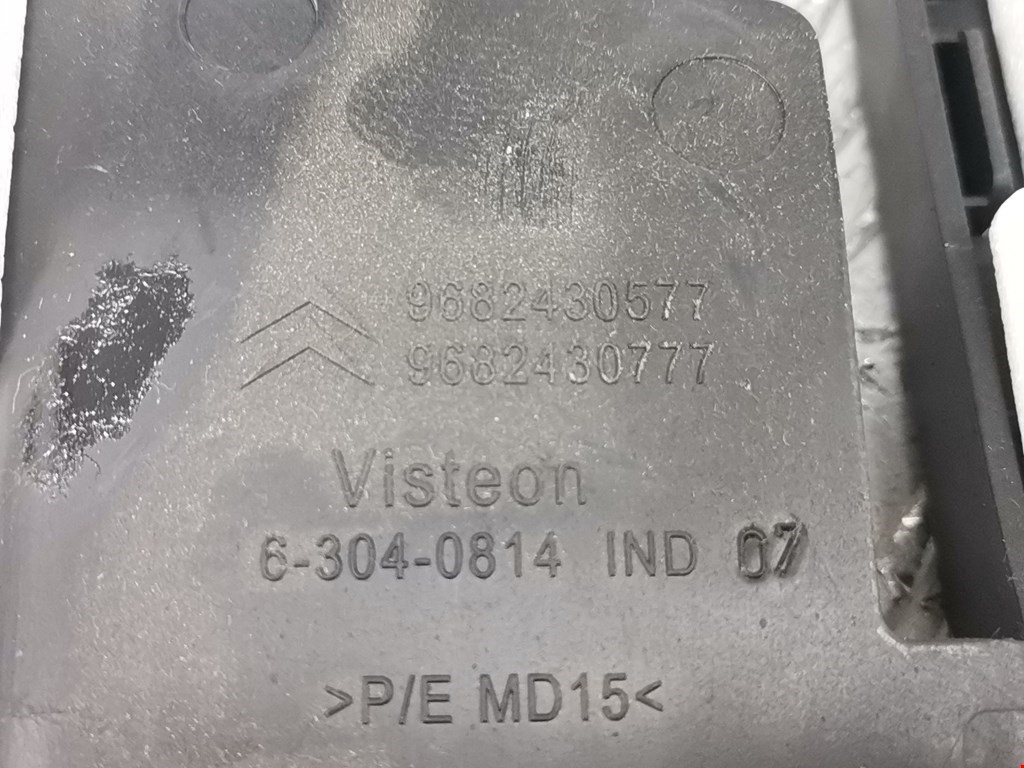 9682430577
9682430777
Visteon
6-304-0814 IND 07
>P/E MD15<